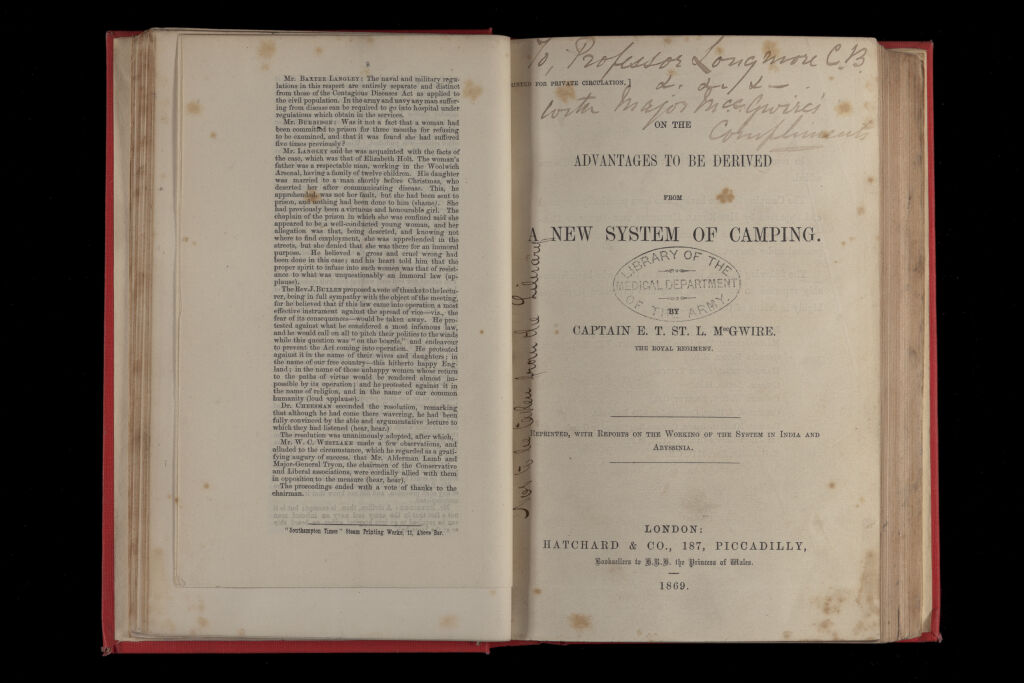 Mr. BAXTER LANGLEY: The naval and military regu-
lations in this respect are entirely separate and distinct
from those of the Contagious Diseases Act as applied to
the civil population. In the army and navy any man suffer-
ing from disease can be required to go into hospital under
regulations which obtain in the services.
Mr. BURRIDGE: Was it not a fact that a woman had
been committed to prison for three months for refusing
to be examined, and that it was found she had suffered
five times previously?
Mr. LANGLEY said he was acquainted with the facts of
the case, which was that of Elizabeth Holt. The woman's
father was a respectable man, working in the Woolwich
Arsenal, having a family of twelve children. His daughter
was married to a man shortly before Christmas, who
deserted her after communicating disease. This, he
apprehended, was not her fault, but she had been sent to
prison, and nothing had been done to him (shame). She
had previously been a virtuous and honourable girl. The
chaplain of the prison in which she was confined said she
appeared to be a well-conducted young woman, and her
allegation was that, being deserted, and knowing not
where to find employment, she was apprehended in the
streets, but she denied that she was there for an immoral
purpose. He believed a gross and cruel wrong had
been done in this case; and his heart told him that the
proper spirit to infuse into such women was that of resist-
ance to what was unquestionably an immoral law (ap-
plause).
The Rev. J. BULLEN proposed a vote of thanks to the lectu-
rer, being in full sympathy with the object of the meeting,
for he believed that if this law came into operation a most
effective instrument against the spread of vice—viz., the
fear of its consequences—would be taken away. He pro-
tested against what he considered a most infamous law,
and he would call on all to pitch their politics to the winds
while this question was "on the boards," and endeavour
to prevent the Act coming into operation. He protested
against it in the name of their wives and daughters; in
the name of our free country—this hitherto happy Eng-
land; in the name of those unhappy women whose return
to the paths of virtue would be rendered almost im-
possible by its operation; and he protested against it in
the name of religion, and in the name of our common
humanity (loud applause).
Dr. CHEESMAN seconded the resolution, remarking
that although he had come there wavering, he had been
fully convinced by the able and argumentative lecture to
which they had listened (hear, hear.)
The resolution was unanimously adopted, after which,
Mr. W. C. WESTLAKE made a few observations, and
alluded to the circumstance, which he regarded as a grati-
fying augury of success, that Mr. Alderman Lamb and
Major-General Tryon, the chairmen of the Conservative
and Liberal associations, were cordially allied with them
in opposition to the measure (hear, hear).
The proceedings ended with a vote of thanks to the
chairman.
"Southampton Times" Steam Printing Works, 11, Above Bar.
To, Professor Longmore C.B.
FOR PRIVATE CIRCULATION.]
&. &. &
with Major McGwire's
Compliments
ON THE
ADVANTAGES TO BE DERIVED
FROM
A NEW SYSTEM OF CAMPING.
LIBRARY OF THE
MEDICAL DEPARTMENT
OF THE ARMY.
BY
CAPTAIN E. T. ST. L. McGWIRE.
THE ROYAL REGIMENT.
Not to be taken from the Library
REPRINTED, WITH REPORTS ON THE WORKING OF THE SYSTEM IN INDIA AND
ABYSSINIA.
LONDON:
HATCHARD & CO., 187, PICCADILLY,
Booksellers to H.R.H. the Princess of Wales.
1869.